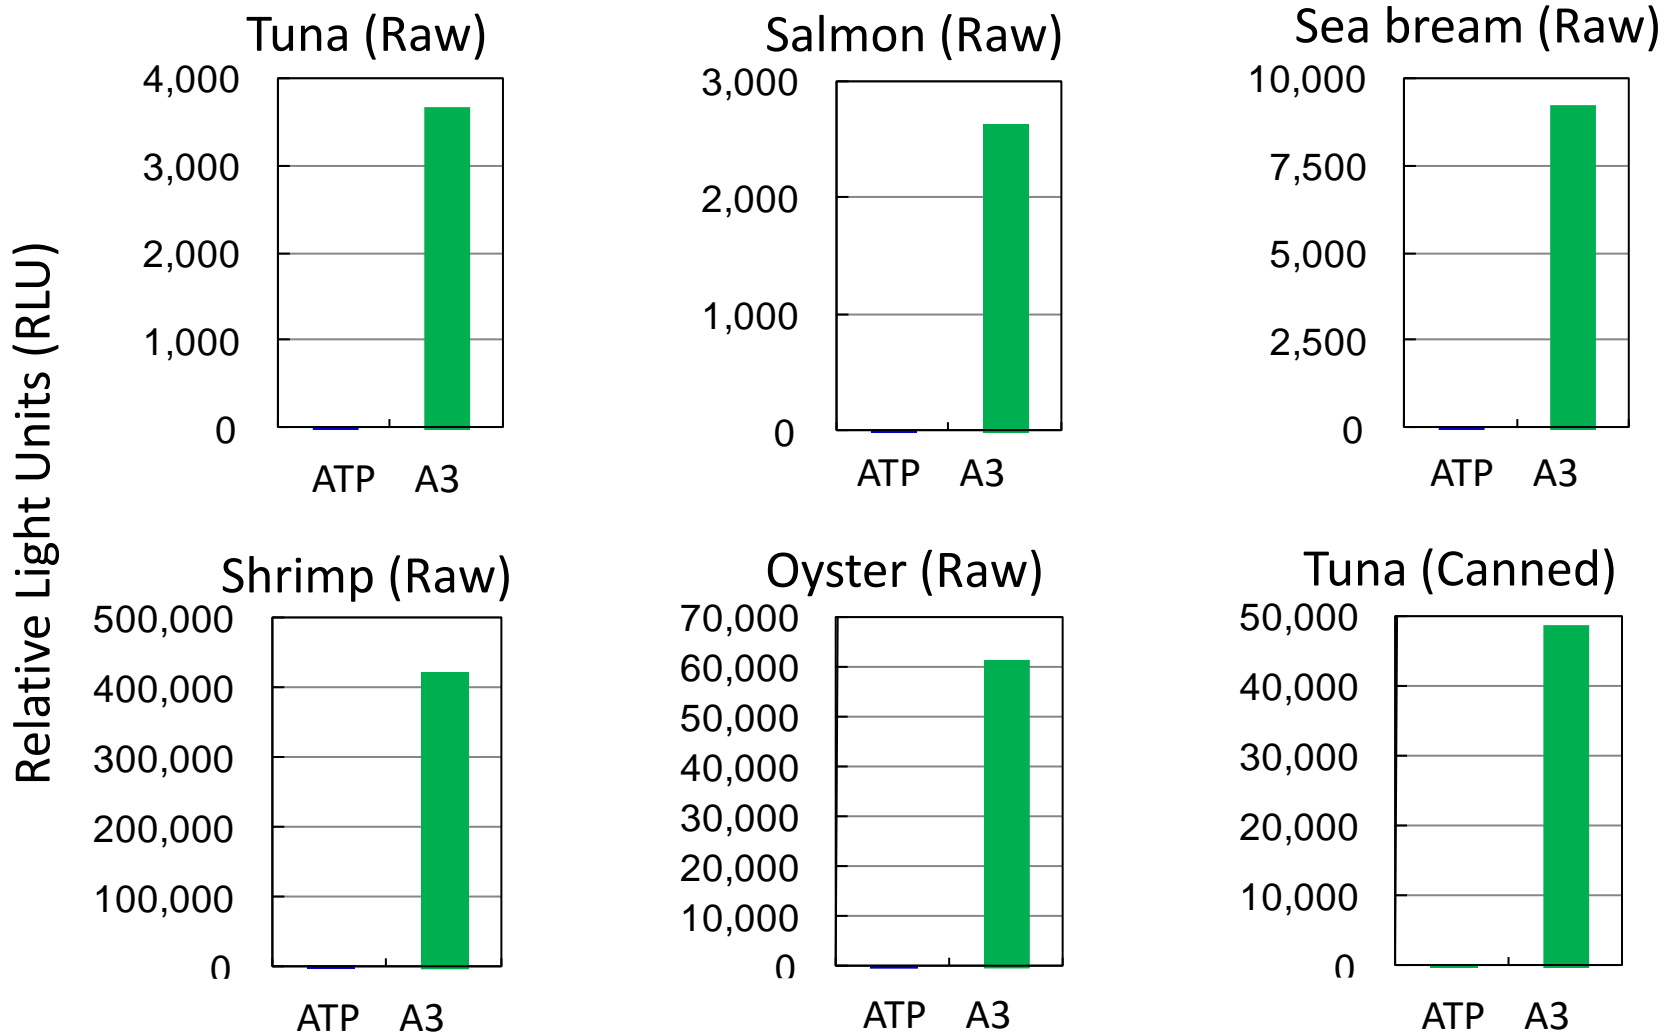 Relative Light Units (RLU)
Tuna (Raw)
4,000
3,000
2,000
1,000
0
ATP A3
Salmon (Raw)
3,000
2,000
1,000
0
ATP A3
Sea bream (Raw)
10,000
7,500
5,000
2,500
0
ATP A3
Shrimp (Raw)
500,000
400,000
300,000
200,000
100,000
0
ATP A3
Oyster (Raw)
70,000
60,000
50,000
40,000
30,000
20,000
10,000
0
ATP A3
Tuna (Canned)
50,000
40,000
30,000
20,000
10,000
0
ATP A3